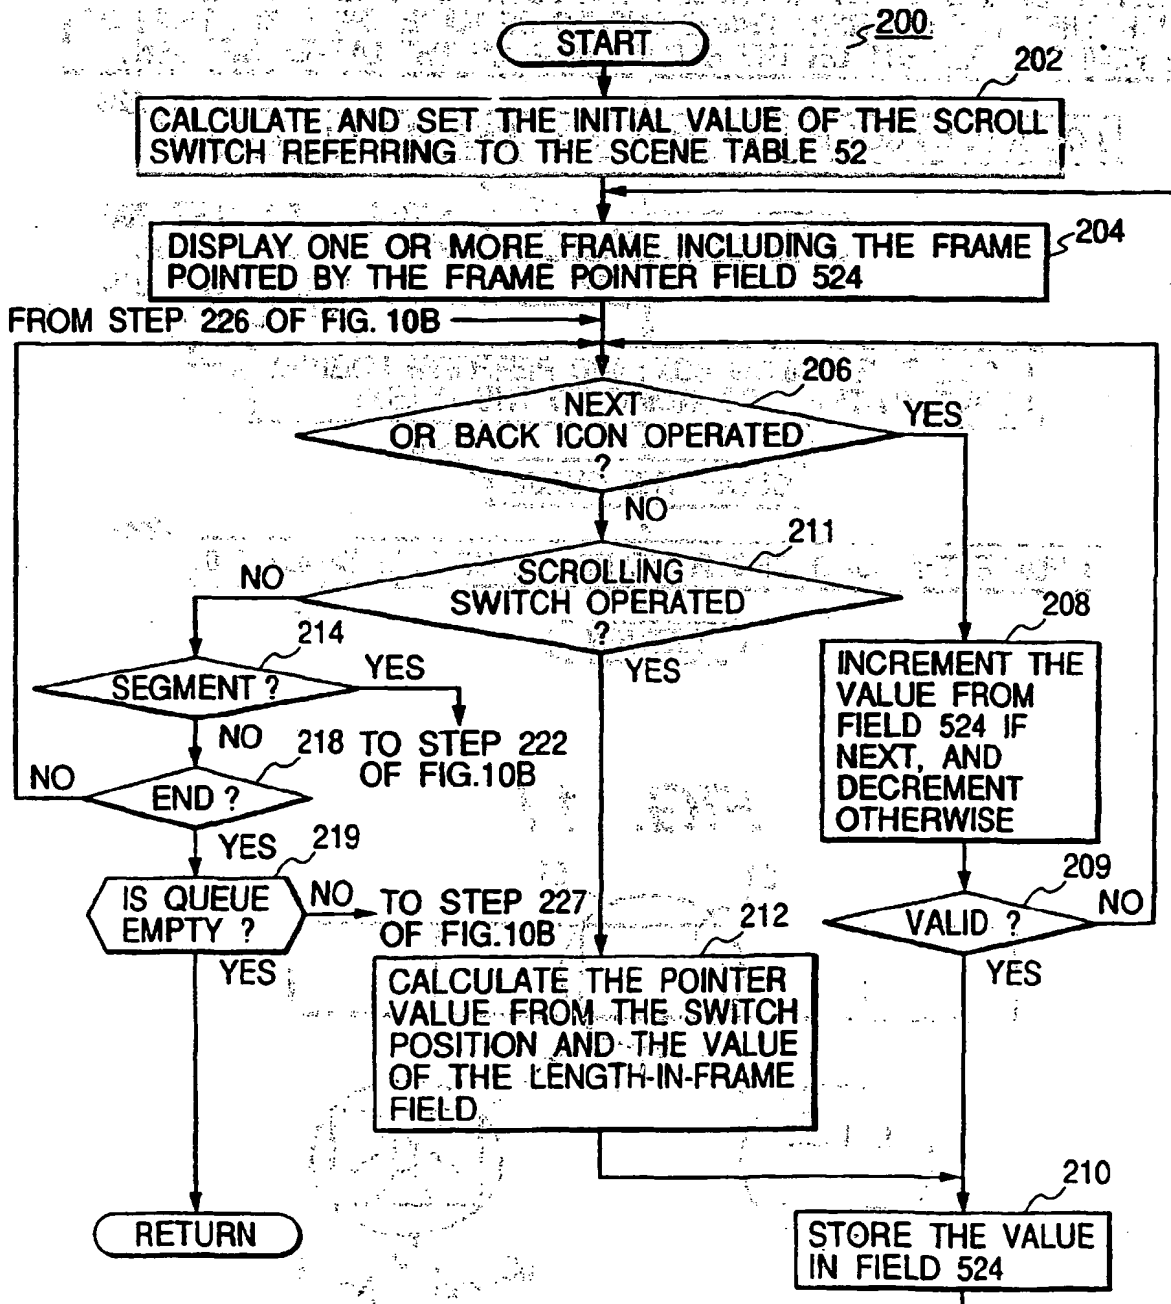 START
200
202
CALCULATE AND SET THE INITIAL VALUE OF THE SCROLL
SWITCH REFERRING TO THE SCENE TABLE 52
DISPLAY ONE OR MORE FRAME INCLUDING THE FRAME
POINTED BY THE FRAME POINTER FIELD 524
204
FROM STEP 226 OF FIG. 10B
206
NEXT
OR BACK ICON OPERATED
?
YES
NO
211
SCROLLING
SWITCH OPERATED
?
NO
YES
214
SEGMENT ?
YES
TO STEP 222
OF FIG.10B
NO
218
END ?
NO
YES
219
IS QUEUE
EMPTY ?
NO
TO STEP 227
OF FIG.10B
YES
208
INCREMENT THE
VALUE FROM
FIELD 524 IF
NEXT, AND
DECREMENT
OTHERWISE
209
VALID ?
NO
YES
212
CALCULATE THE POINTER
VALUE FROM THE SWITCH
POSITION AND THE VALUE
OF THE LENGTH-IN-FRAME
FIELD
210
STORE THE VALUE
IN FIELD 524
RETURN